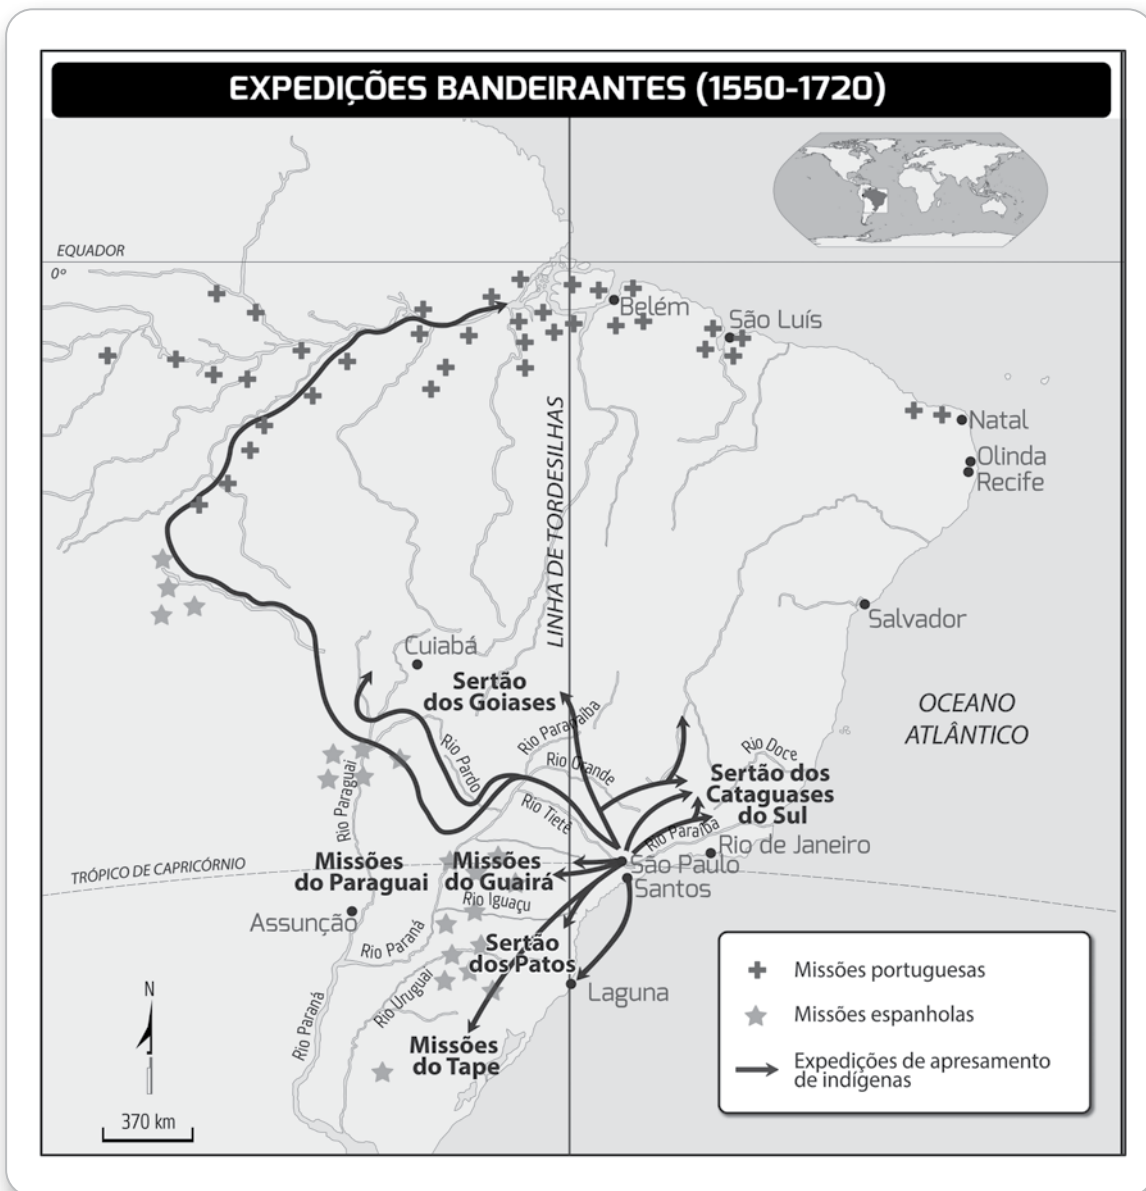 EXPEDIÇÕES BANDEIRANTES (1550-1720)
EQUADOR
0º
Belém
São Luís
Natal
Olinda
Recife
LINHA DE TORDESILHAS
Salvador
Cuiabá
Sertão
dos Goiases
OCEANO
ATLÂNTICO
Rio Paranaíba
Rio Pardo
Rio Grande
Rio Doce
Sertão dos
Cataguases
do Sul
Rio Paraguai
Rio Tietê
Rio Paraíba
Rio de Janeiro
TRÓPICO DE CAPRICÓRNIO
Missões
do Paraguai
Missões
do Guairá
São Paulo
Santos
Rio Iguaçu
Assunção
Rio Paraná
Sertão
dos Patos
Rio Uruguai
Laguna
Rio Paraná
Missões
do Tape
N
370 km
Missões portuguesas
Missões espanholas
Expedições de apresamento
de indígenas